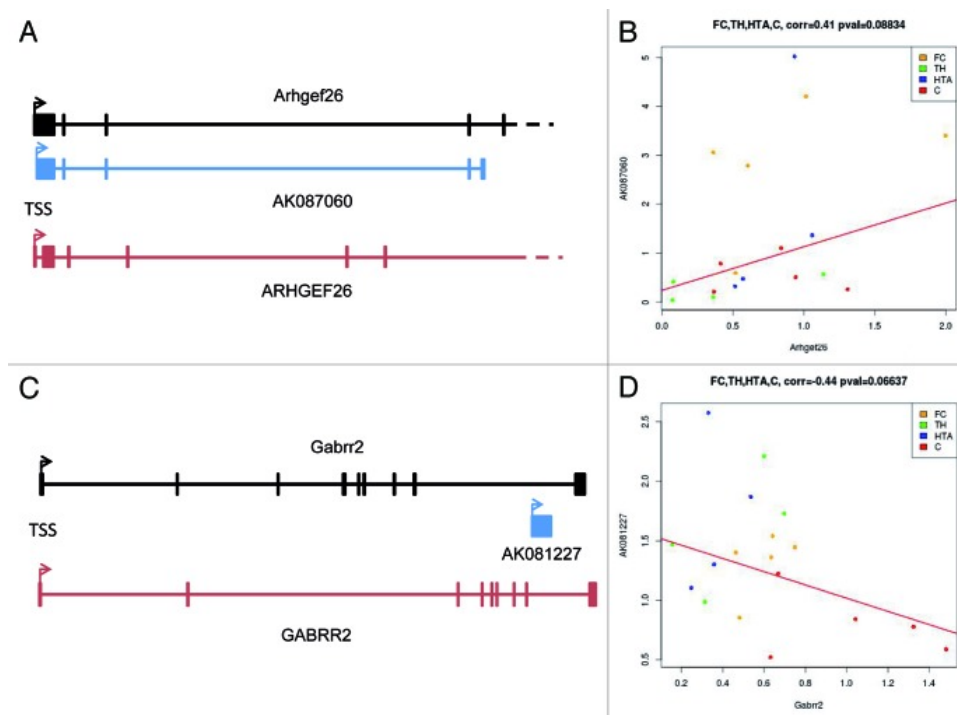 A
Arhgef26
AK087060
TSS
ARHGEF26
B
FC,TH,HTA,C, corr=0.41 pval=0.08834
FC
TH
HTA
C
AK087060
5
4
3
2
1
0
0.0 0.5 1.0 1.5 2.0
Arhgef26
C
Gabrr2
TSS
AK081227
GABRR2
D
FC,TH,HTA,C, corr=-0.44 pval=0.06637
FC
TH
HTA
C
AK081227
2.5
2.0
1.5
1.0
0.5
0.2 0.4 0.6 0.8 1.0 1.2 1.4
Gabrr2